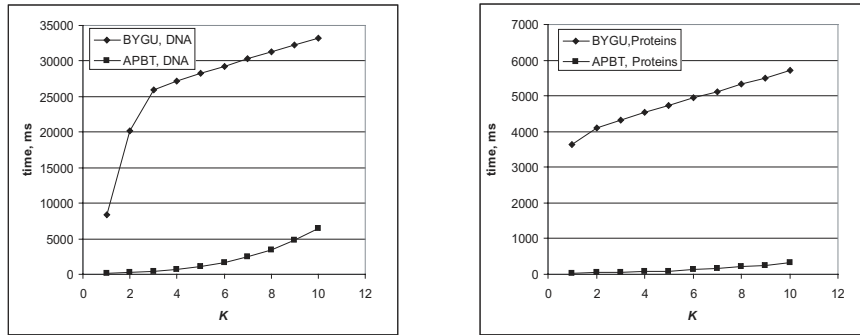 35000
30000
25000
20000
15000
10000
5000
0
time, ms
BYGU, DNA
APBT, DNA
0 2 4 6 8 10 12
K
7000
6000
5000
4000
3000
2000
1000
0
time, ms
BYGU,Proteins
APBT, Proteins
0 2 4 6 8 10 12
K